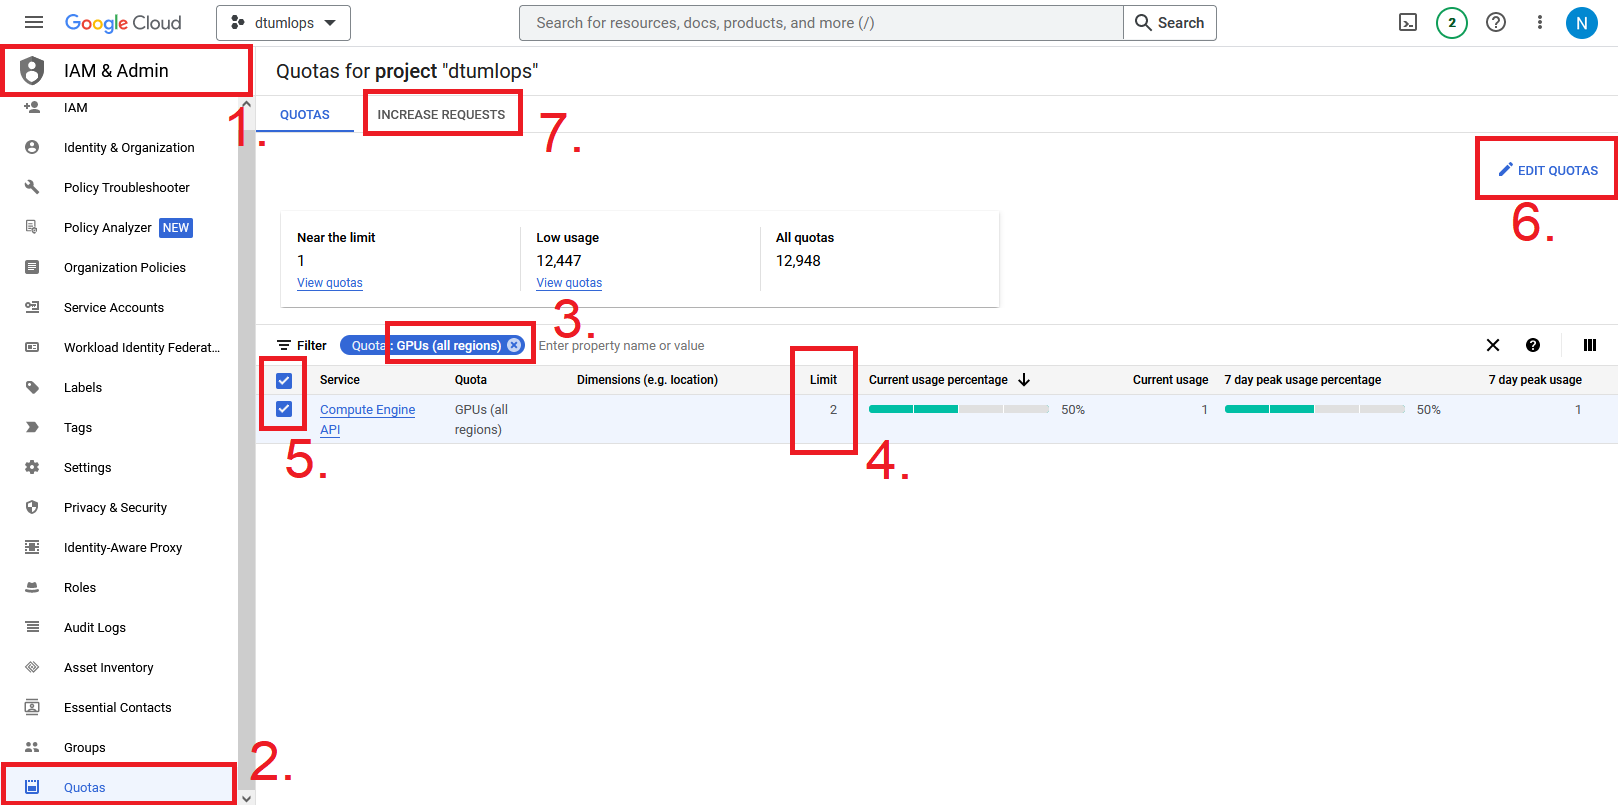 Google Cloud
dtumlops
Search for resources, docs, products, and more (/)
Search
2
N
IAM & Admin
1.
IAM
Identity & Organization
Policy Troubleshooter
Policy Analyzer NEW
Organization Policies
Service Accounts
Workload Identity Federat...
Labels
Tags
Settings
Privacy & Security
Identity-Aware Proxy
Roles
Audit Logs
Asset Inventory
Essential Contacts
Groups
2.
Quotas
Quotas for project "dtumlops"
QUOTAS
INCREASE REQUESTS
7.
EDIT QUOTAS
6.
Near the limit
1
View quotas
Low usage
12,447
View quotas
All quotas
12,948
3.
Filter
Quota: GPUs (all regions)
Enter property name or value
Service Quota Dimensions (e.g. location) Limit Current usage percentage Current usage 7 day peak usage percentage 7 day peak usage
Compute Engine GPUs (all 2 50% 1 50% 1
API regions)
5.
4.